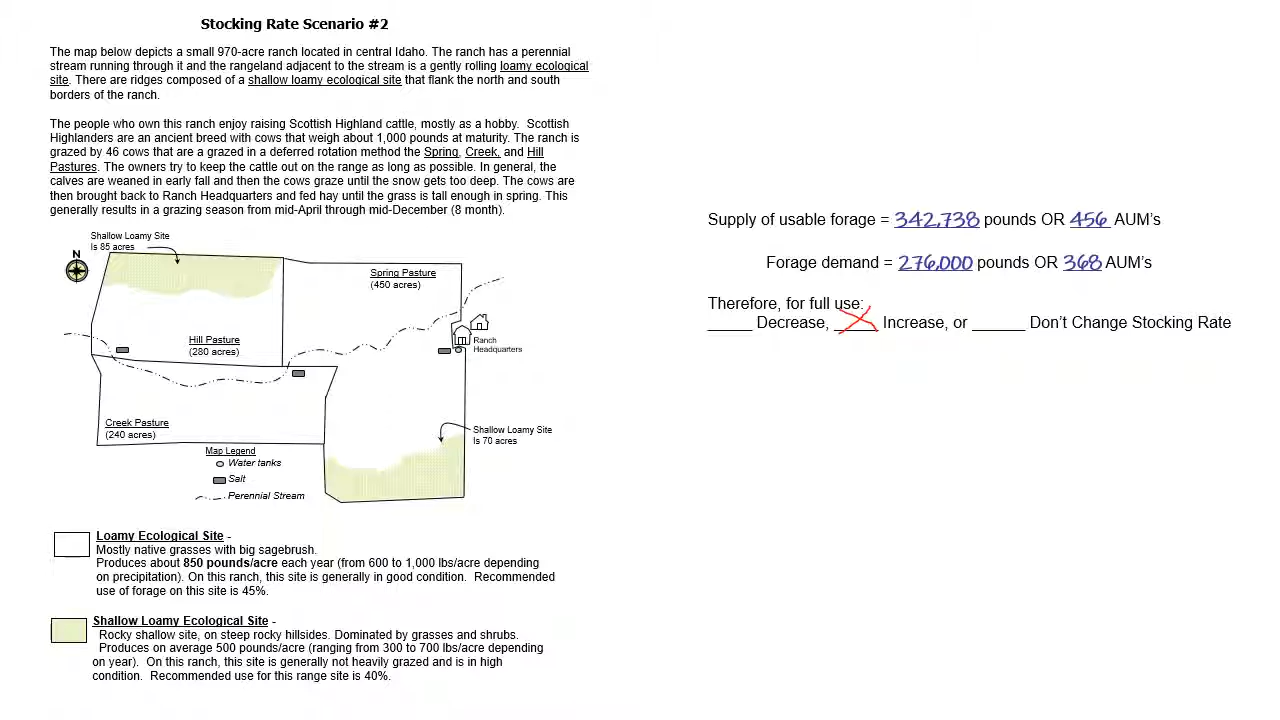 Stocking Rate Scenario #2
The map below depicts a small 970-acre ranch located in central Idaho. The ranch has a perennial
stream running through it and the rangeland adjacent to the stream is a gently rolling loamy ecological
site. There are ridges composed of a shallow loamy ecological site that flank the north and south
borders of the ranch.
The people who own this ranch enjoy raising Scottish Highland cattle, mostly as a hobby. Scottish
Highlanders are an ancient breed with cows that weigh about 1,000 pounds at maturity. The ranch is
grazed by 46 cows that are a grazed in a deferred rotation method the Spring, Creek, and Hill
Pastures. The owners try to keep the cattle out on the range as long as possible. In general, the
calves are weaned in early fall and then the cows graze until the snow gets too deep. The cows are
then brought back to Ranch Headquarters and fed hay until the grass is tall enough in spring. This
generally results in a grazing season from mid-April through mid-December (8 month).
Shallow Loamy Site
Is 85 acres
N
Spring Pasture
(450 acres)
Hill Pasture
(280 acres)
Ranch
Headquarters
Creek Pasture
(240 acres)
Shallow Loamy Site
Is 70 acres
Map Legend
Water tanks
Salt
Perennial Stream
Loamy Ecological Site -
Mostly native grasses with big sagebrush.
Produces about 850 pounds/acre each year (from 600 to 1,000 lbs/acre depending
on precipitation). On this ranch, this site is generally in good condition. Recommended
use of forage on this site is 45%.
Shallow Loamy Ecological Site -
Rocky shallow site, on steep rocky hillsides. Dominated by grasses and shrubs.
Produces on average 500 pounds/acre (ranging from 300 to 700 lbs/acre depending
on year). On this ranch, this site is generally not heavily grazed and is in high
condition. Recommended use for this range site is 40%.
Supply of usable forage = 342,738 pounds OR 456 AUM's
Forage demand = 276,000 pounds OR 368 AUM's
Therefore, for full use:
_____ Decrease, _____ Increase, or ______ Don't Change Stocking Rate